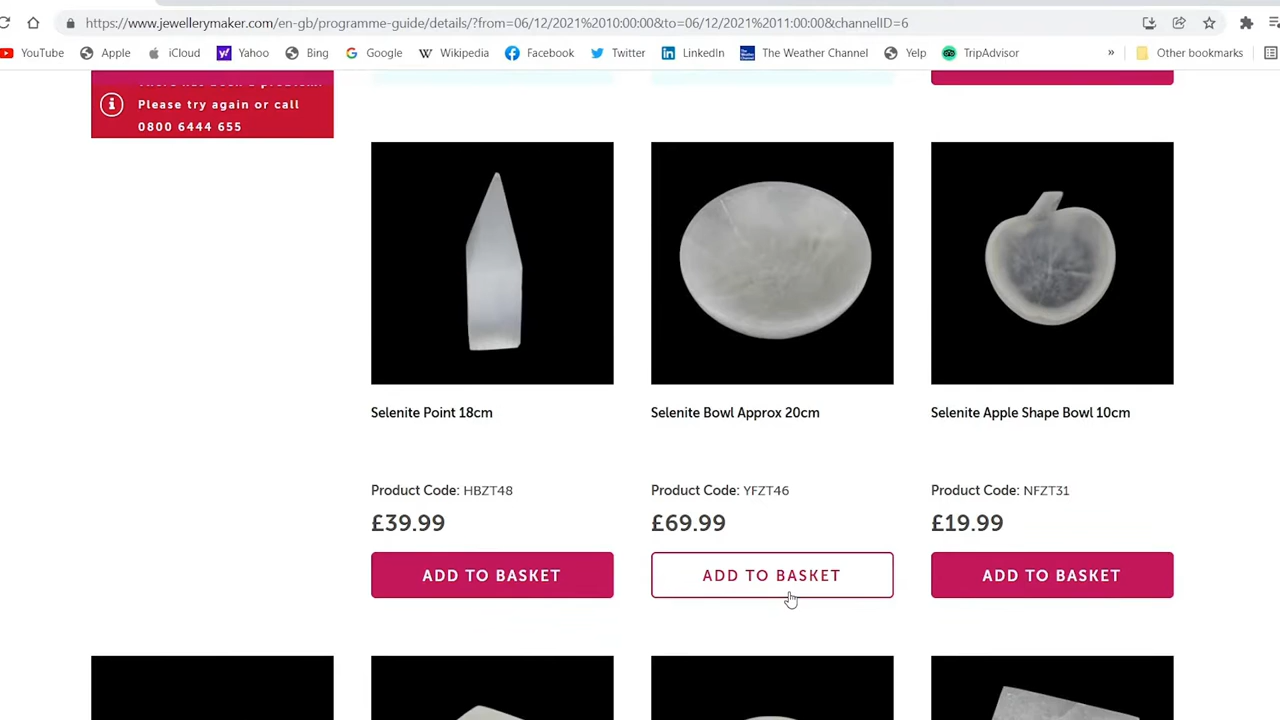 https://www.jewellerymaker.com/en-gb/programme-guide/details/?from=06/12/2021%2010:00:00&to=06/12/2021%2011:00:00&channelID=6
YouTube Apple iCloud Yahoo Bing Google Wikipedia Facebook Twitter LinkedIn The Weather Channel Yelp TripAdvisor » Other bookmarks
There has been a problem.
Please try again or call
0800 6444 655
Selenite Point 18cm
Selenite Bowl Approx 20cm
Selenite Apple Shape Bowl 10cm
Product Code: HBZT48
Product Code: YFZT46
Product Code: NFZT31
£39.99
£69.99
£19.99
ADD TO BASKET
ADD TO BASKET
ADD TO BASKET